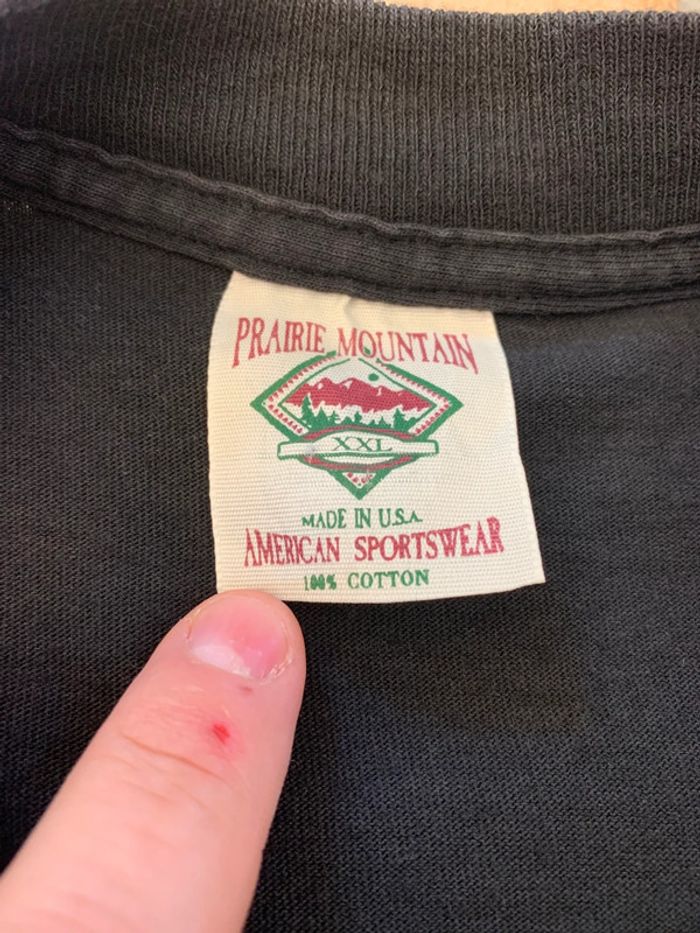 PRAIRIE MOUNTAIN
XXL
MADE IN U.S.A.
AMERICAN SPORTSWEAR
100% COTTON